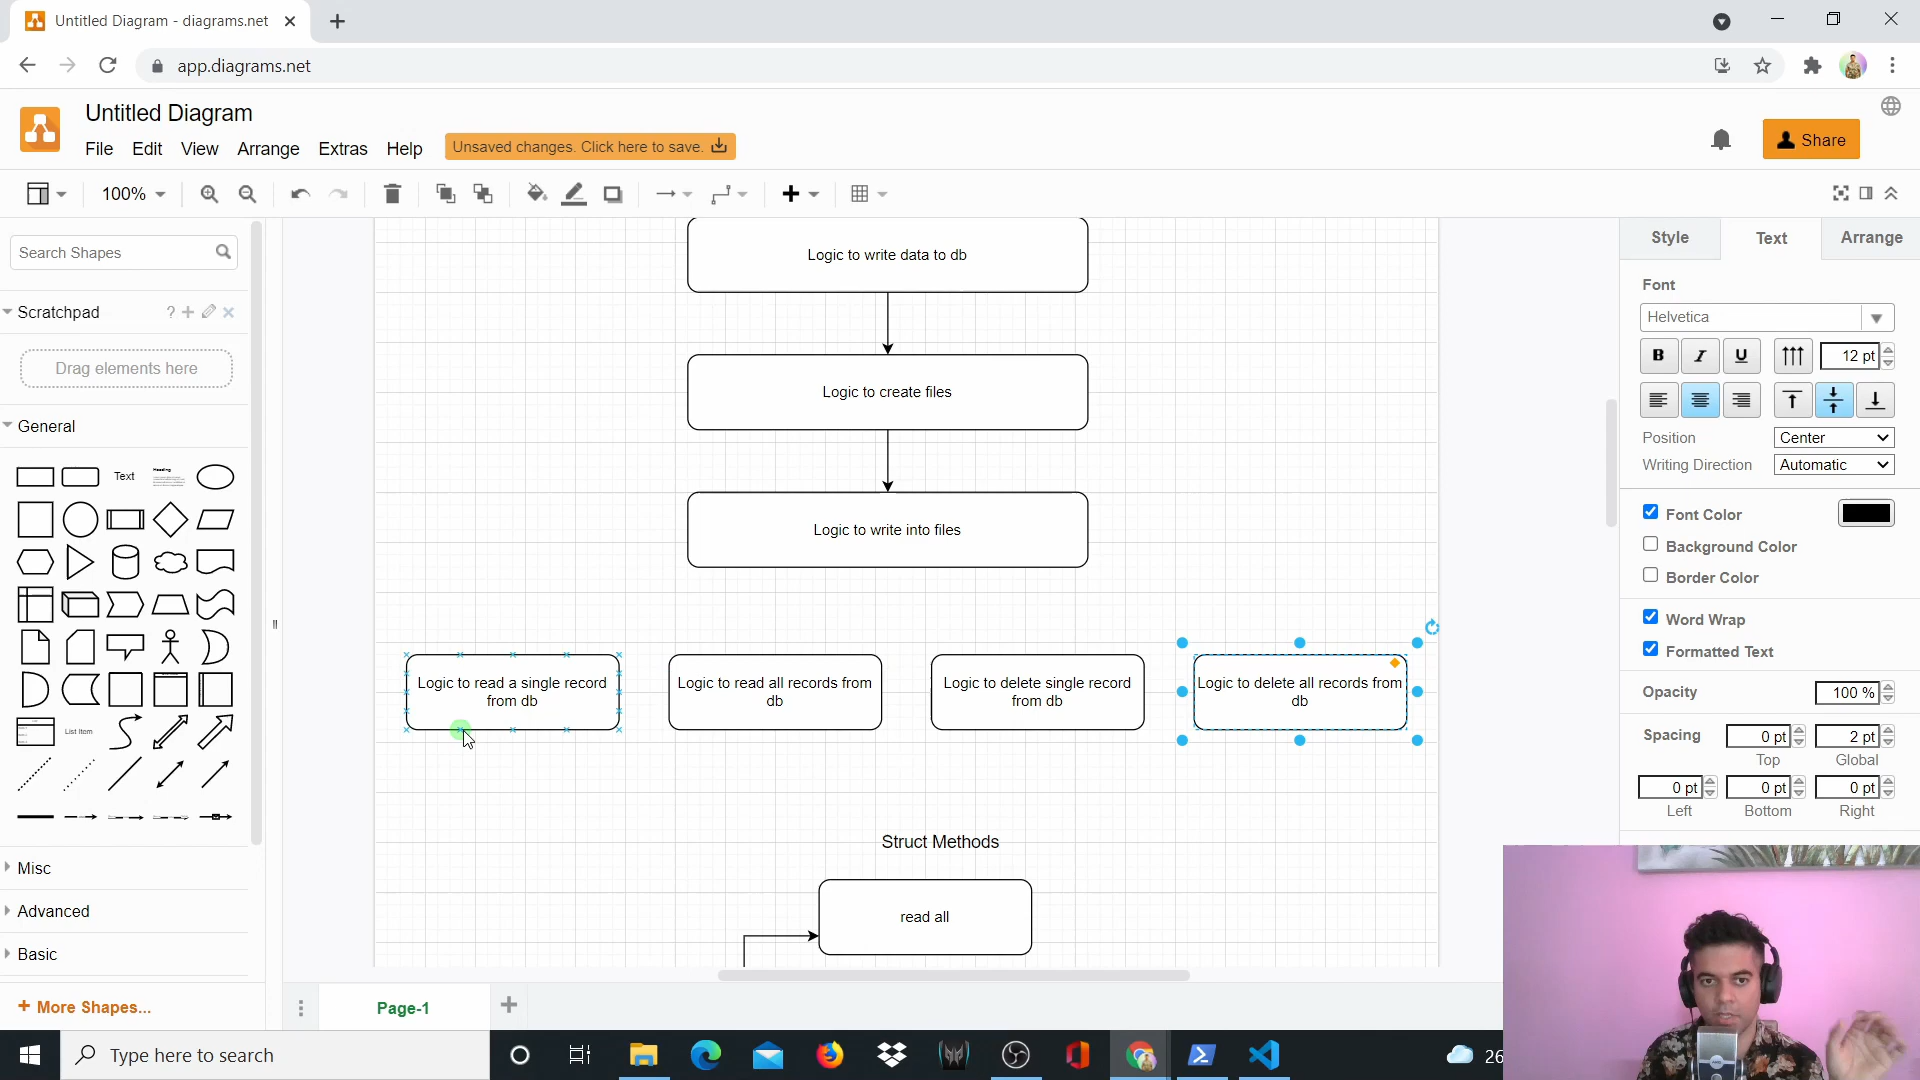 Untitled Diagram - diagrams.net
app.diagrams.net
Untitled Diagram
File Edit View Arrange Extras Help
Unsaved changes. Click here to save.
Share
100%
Search Shapes
Scratchpad
?
Drag elements here
General
Text
Heading
List Item
Misc
Advanced
Basic
+ More Shapes...
Logic to write data to db
Logic to create files
Logic to write into files
Logic to read a single record
from db
Logic to read all records from
db
Logic to delete single record
from db
Logic to delete all records from
db
Struct Methods
read all
Page-1
Style Text Arrange
Font
Helvetica
B I U 12 pt
Position Center
Writing Direction Automatic
Font Color
Background Color
Border Color
Word Wrap
Formatted Text
Opacity 100 %
Spacing 0 pt 2 pt
Top Global
0 pt 0 pt 0 pt
Left Bottom Right
Type here to search
26